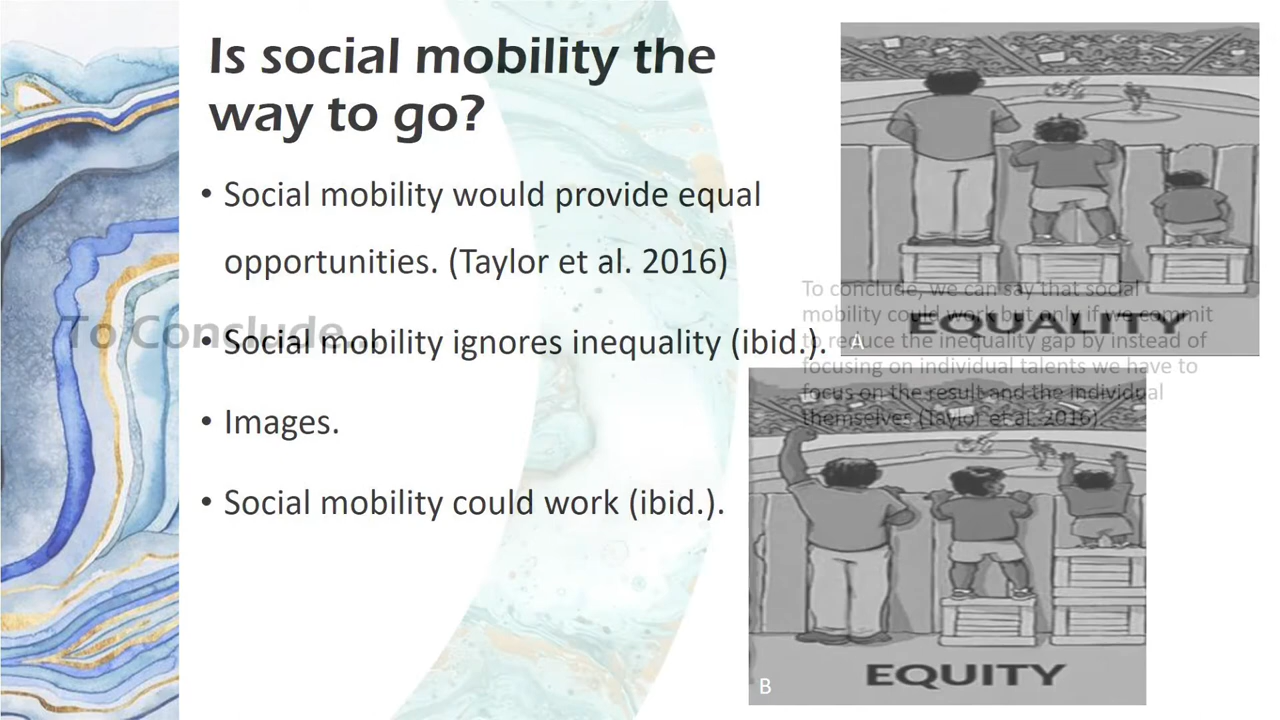 Is social mobility the
way to go?
• Social mobility would provide equal
opportunities. (Taylor et al. 2016)
• Social mobility ignores inequality (ibid.).
• Images.
• Social mobility could work (ibid.).
To Conclude...
EQUALITY
A
To conclude, we can say that social
mobility could work but only if we commit
to reduce the inequality gap by instead of
focusing on individual talents we have to
focus on the result and the individual
themselves (Taylor et al. 2016)
EQUITY
B